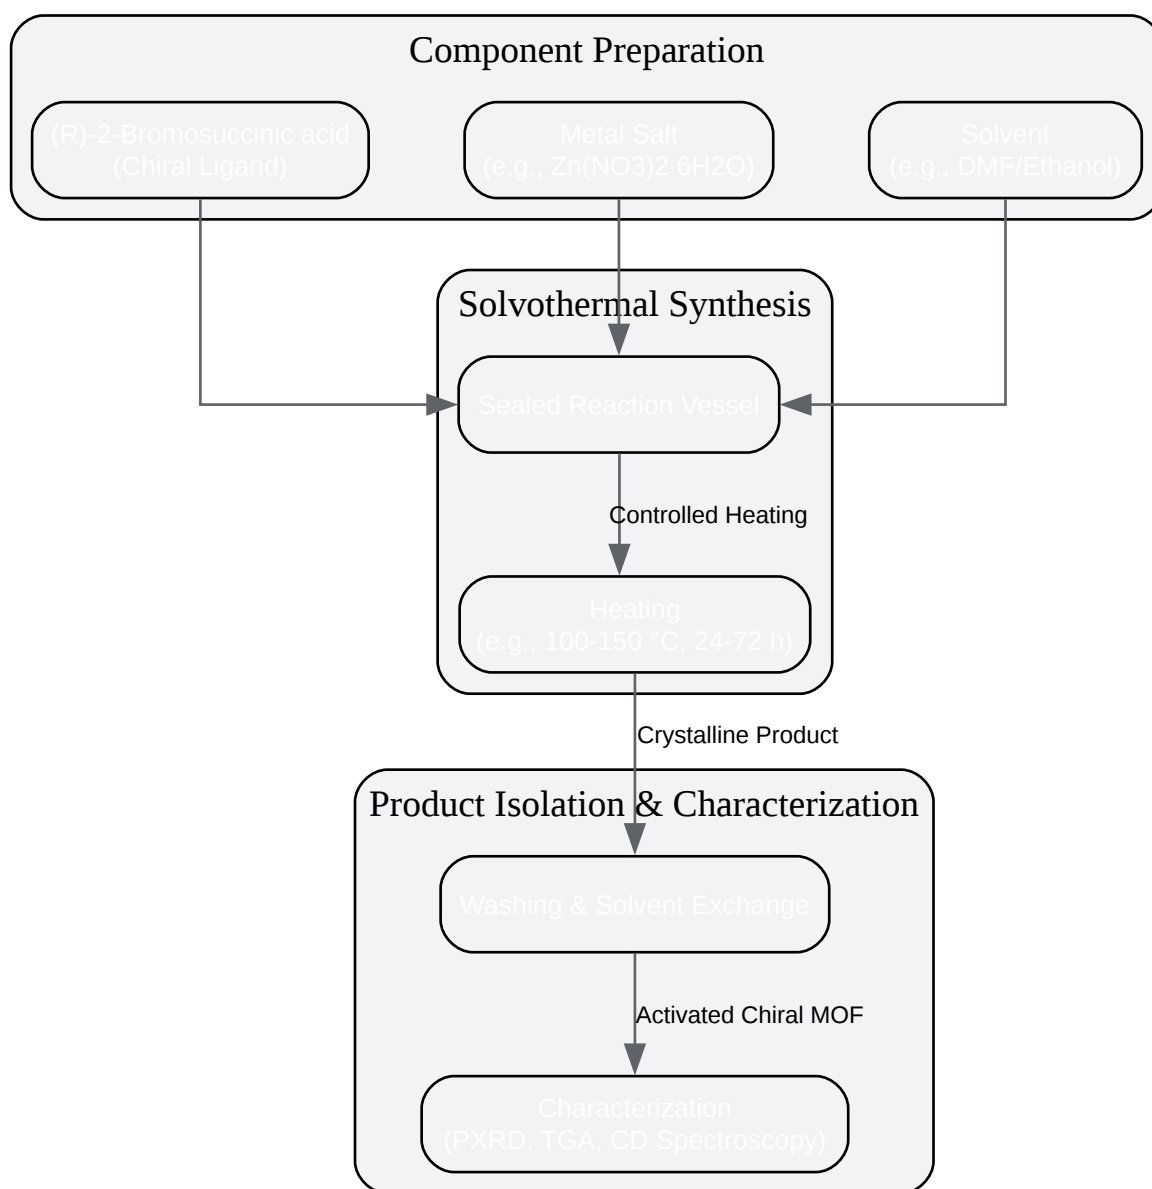 Component Preparation
(R)-2-Bromosuccinic acid
(Chiral Ligand)
Metal Salt
(e.g., Zn(NO3)2·6H2O)
Solvent
(e.g., DMF/Ethanol)
Solvothermal Synthesis
Sealed Reaction Vessel
Controlled Heating
Heating
(e.g., 100-150 °C, 24-72 h)
Crystalline Product
Product Isolation & Characterization
Washing & Solvent Exchange
Activated Chiral MOF
Characterization
(PXRD, TGA, CD Spectroscopy)